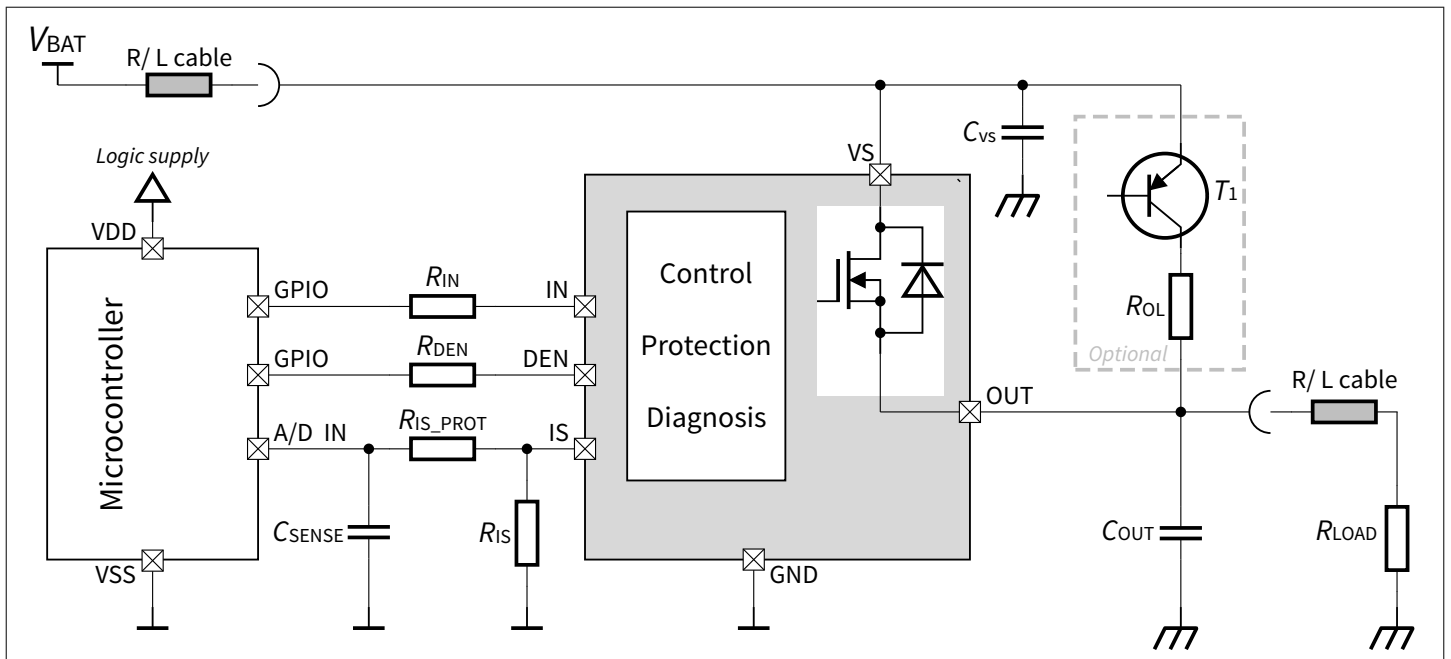 VBAT
R/ L cable
Logic supply
VDD
Microcontroller
GPIO
RIN
IN
GPIO
RDEN
DEN
A/D IN
RIS_PROT
IS
CSENSE
RIS
VSS
VS
`
Control
Protection
Diagnosis
GND
OUT
Cvs
T1
ROL
Optional
R/ L cable
COUT
RLOAD